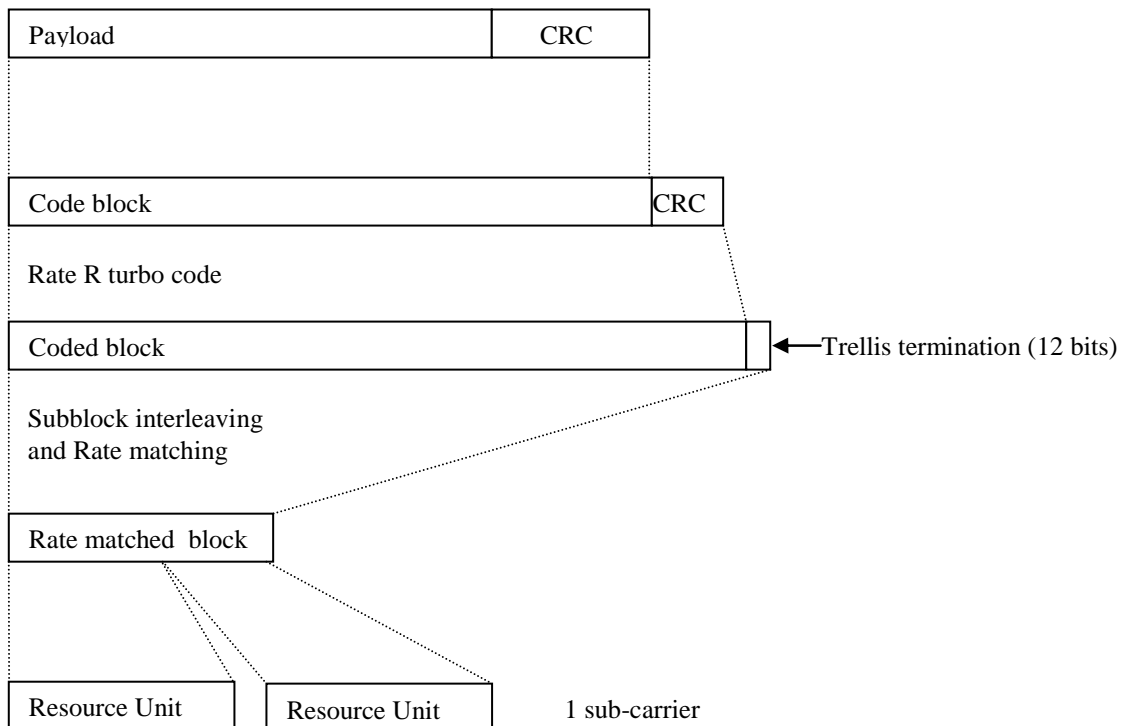 Payload CRC
Code block CRC
Rate R turbo code
Coded block Trellis termination (12 bits)
Subblock interleaving
and Rate matching
Rate matched block
Resource Unit Resource Unit 1 sub-carrier